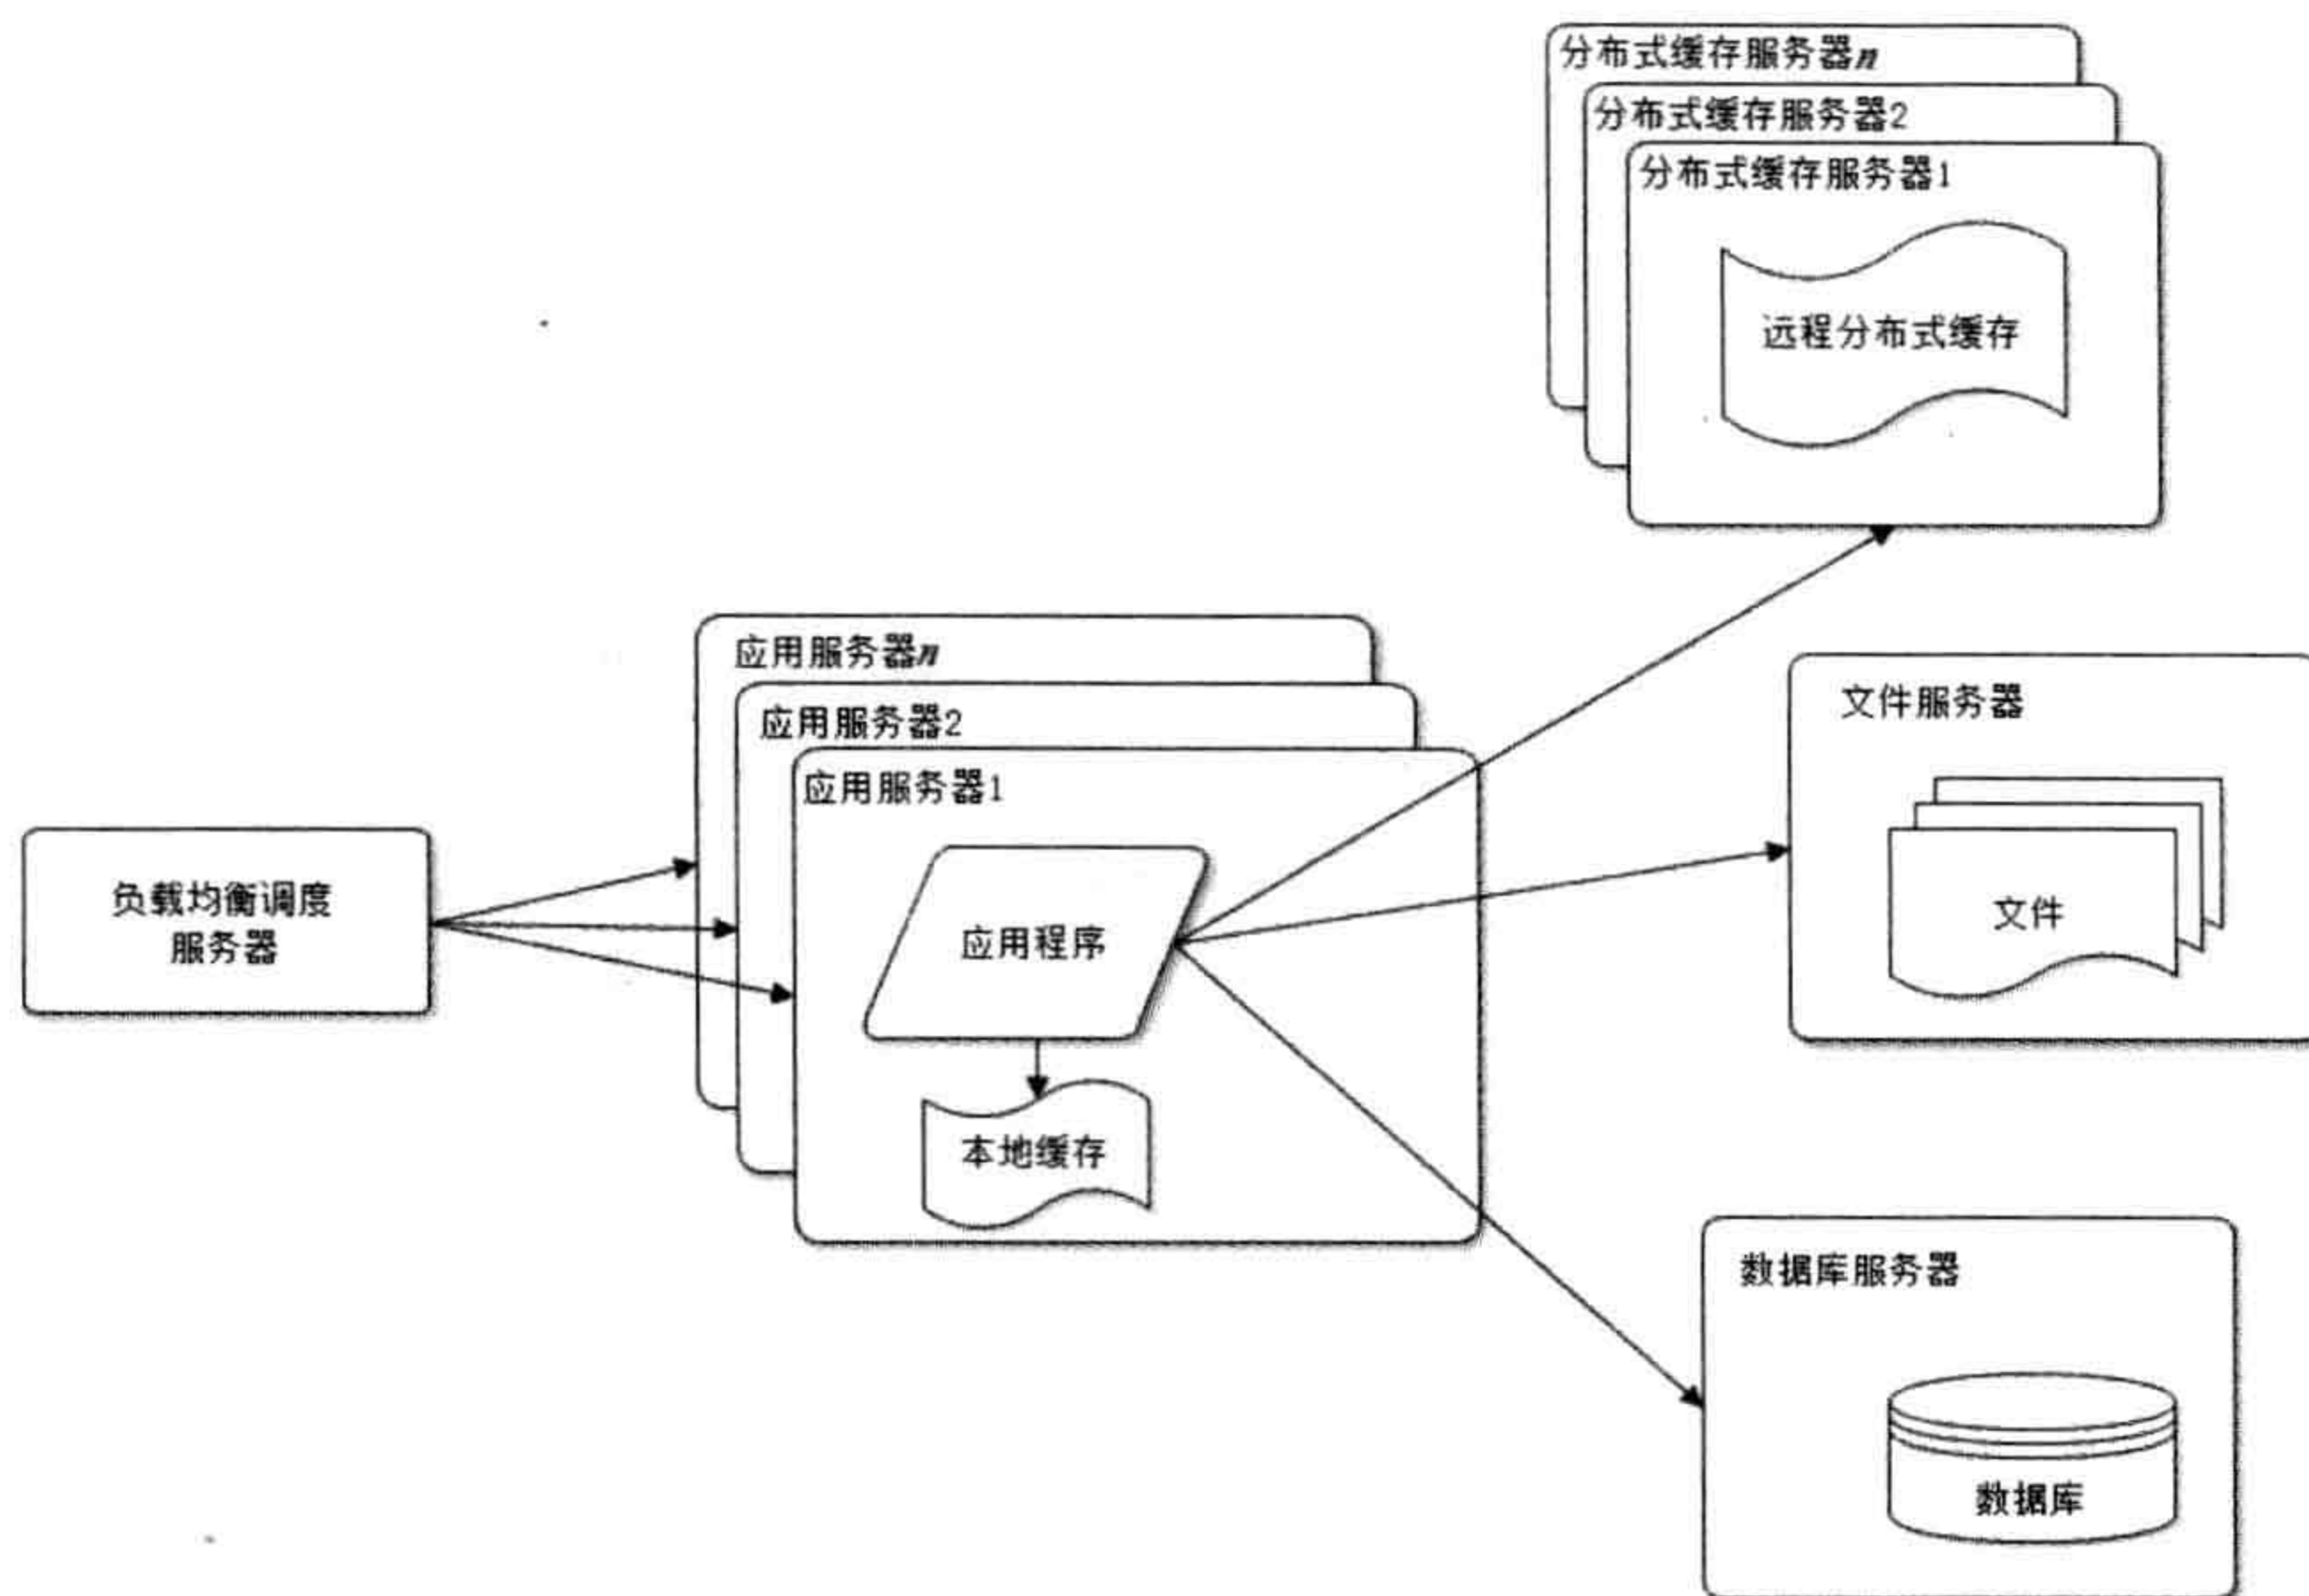 分布式缓存服务器n
分布式缓存服务器2
分布式缓存服务器1
远程分布式缓存
应用服务器n
应用服务器2
应用服务器1
文件服务器
负载均衡调度
服务器
应用程序
文件
本地缓存
数据库服务器
数据库